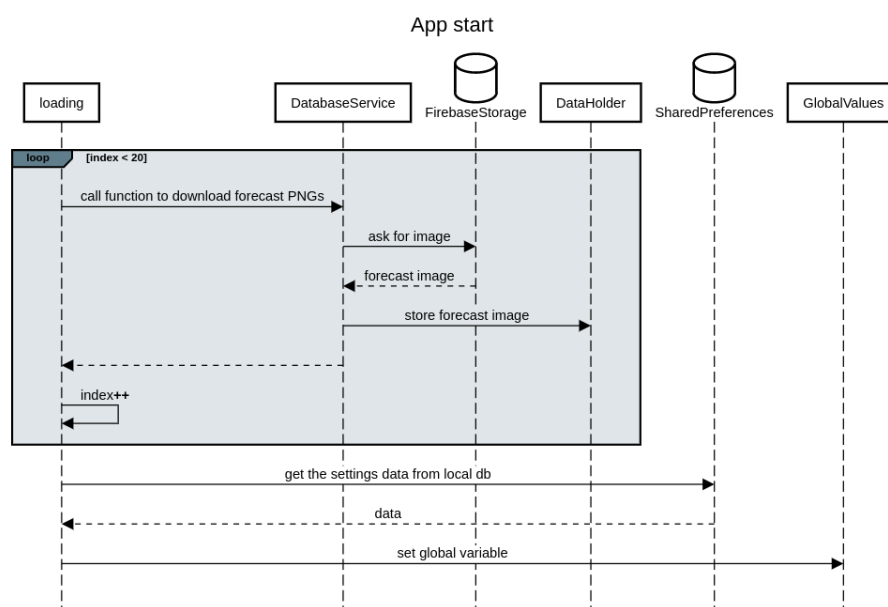 App start
loading
DatabaseService
FirebaseStorage
DataHolder
SharedPreferences
GlobalValues
loop
[index < 20]
call function to download forecast PNGs
ask for image
forecast image
store forecast image
index++
get the settings data from local db
data
set global variable